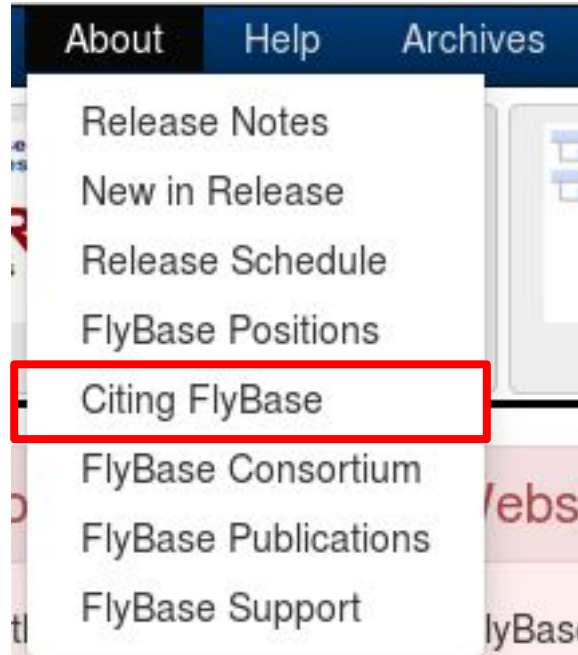 About Help Archives
Release Notes
New in Release
Release Schedule
FlyBase Positions
Citing FlyBase
FlyBase Consortium
FlyBase Publications
FlyBase Support